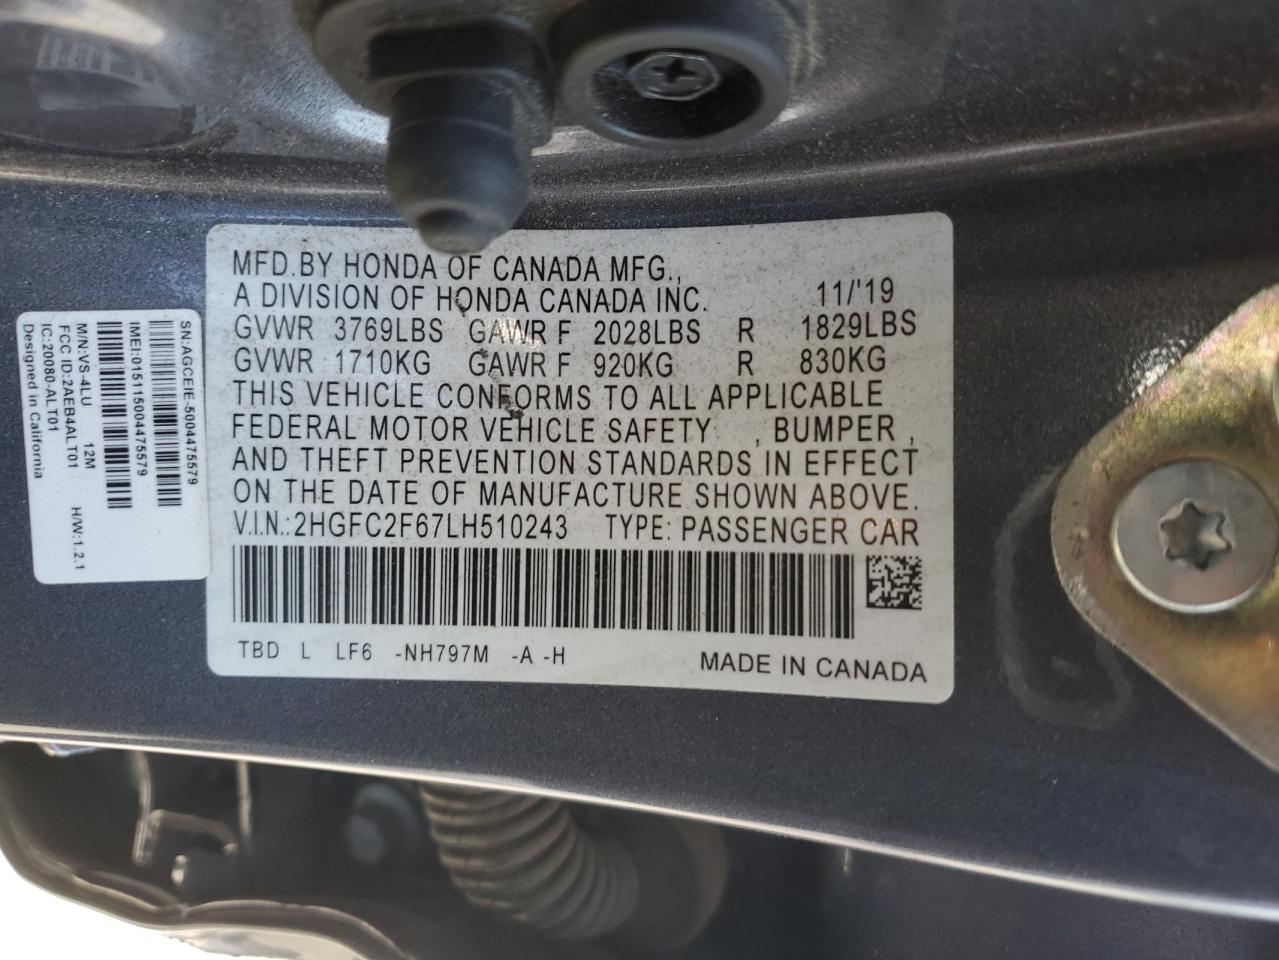 MFD.BY HONDA OF CANADA MFG.,
A DIVISION OF HONDA CANADA INC. 11/'19
GVWR 3769LBS GAWR F 2028LBS R 1829LBS
GVWR 1710KG GAWR F 920KG R 830KG
THIS VEHICLE CONFORMS TO ALL APPLICABLE
FEDERAL MOTOR VEHICLE SAFETY , BUMPER ,
AND THEFT PREVENTION STANDARDS IN EFFECT
ON THE DATE OF MANUFACTURE SHOWN ABOVE.
V.I.N.: 2HGFC2F67LH510243 TYPE: PASSENGER CAR
TBD L LF6 -NH797M -A -H MADE IN CANADA
SN:AGCEIE-5004475579
IMEI:015115004475579
M/N:VS-4LU 12M H/W:1.2.1
FCC ID:2AEB4ALT01
IC:20080-ALT01
Designed in California